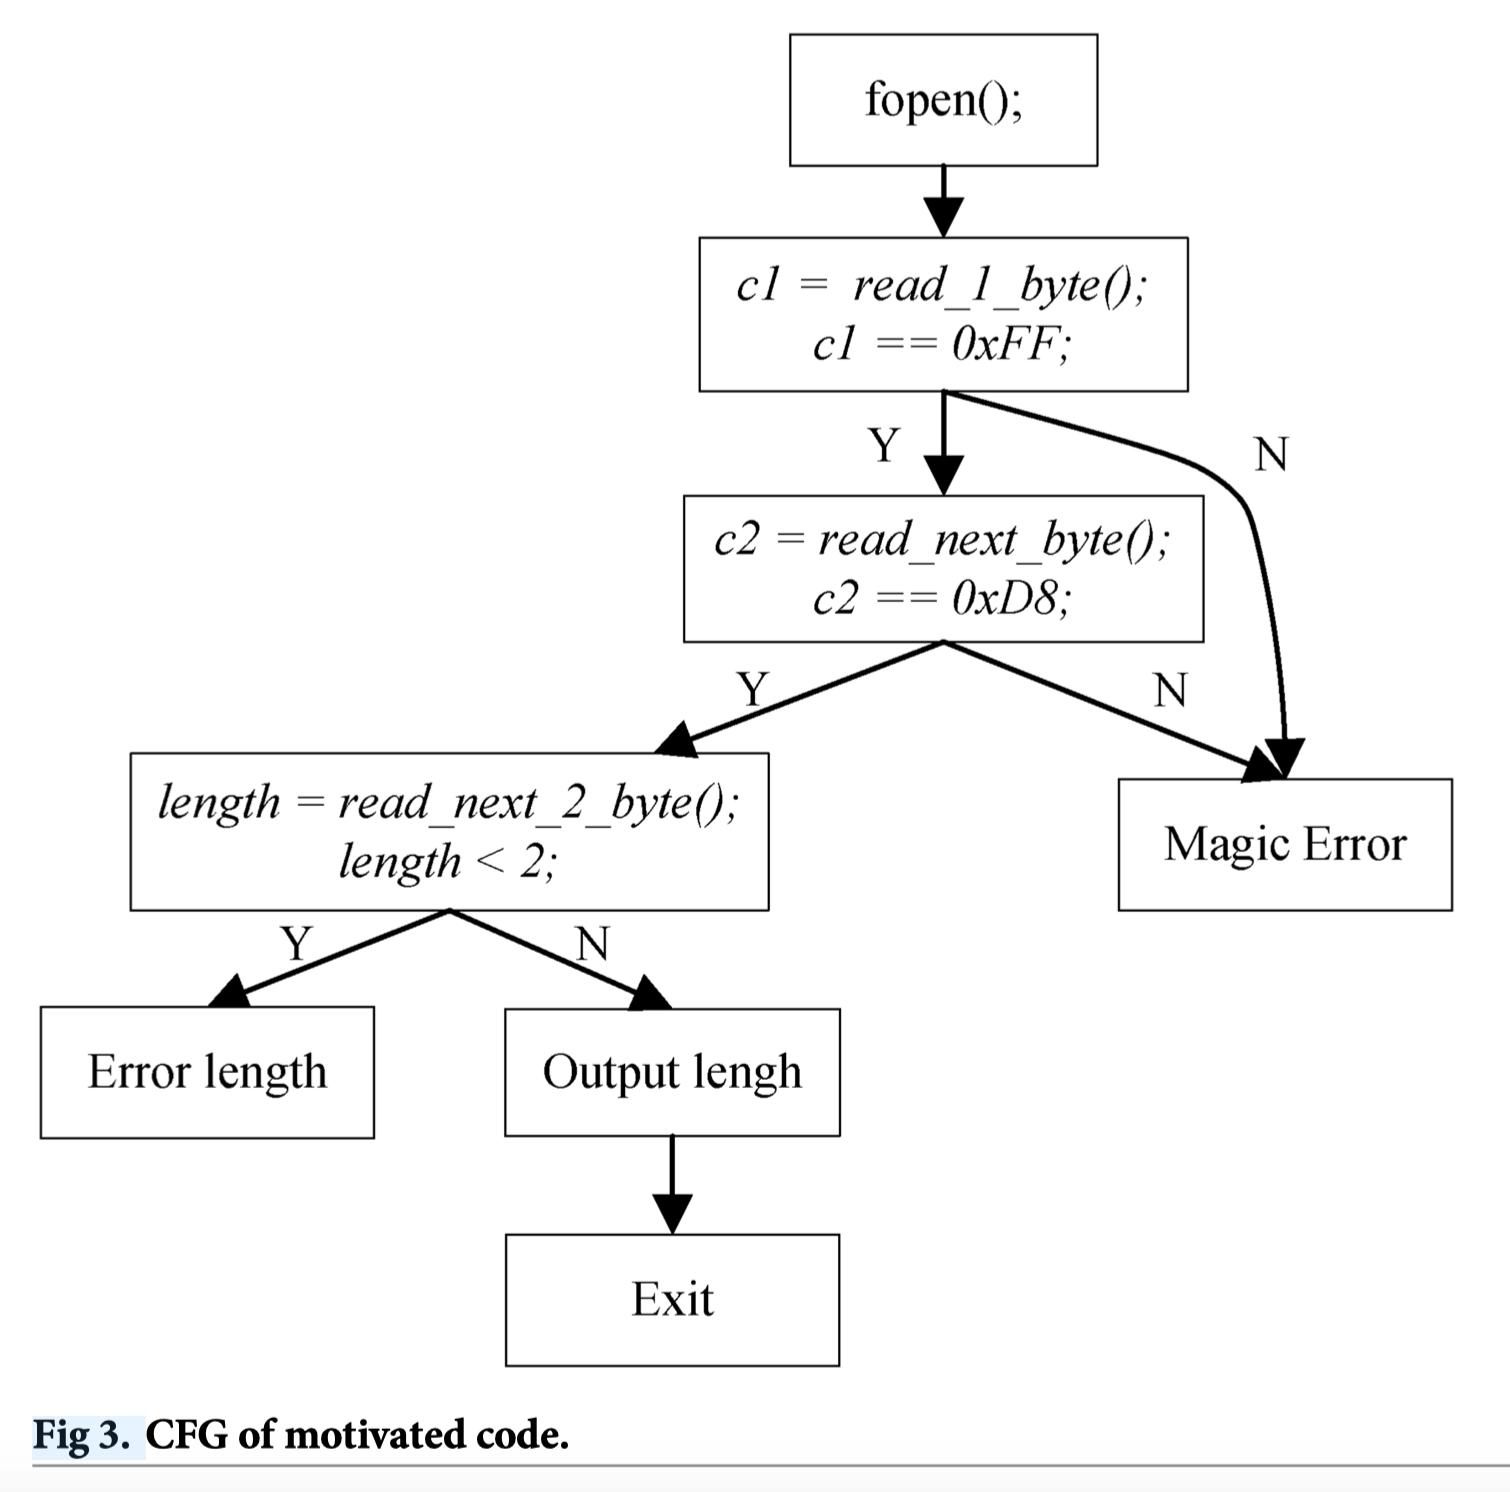 fopen();
c1 = read_1_byte();
c1 == 0xFF;
Y
N
c2 = read_next_byte();
c2 == 0xD8;
Y
N
length = read_next_2_byte();
length < 2;
Magic Error
Y
N
Error length
Output lengh
Exit
Fig 3. CFG of motivated code.